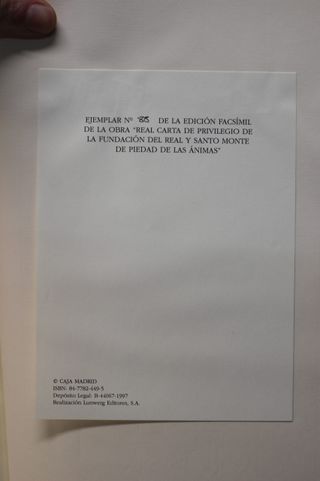 EJEMPLAR Nº DE LA EDICIÓN FACSÍMIL
DE LA OBRA "REAL CARTA DE PRIVILEGIO DE
LA FUNDACIÓN DEL REAL Y SANTO MONTE
DE PIEDAD DE LAS ÁNIMAS"
© CAJA MADRID
ISBN: 84-7782-449-5
Depósito Legal: B-44067-1997
Realización Lunwerg Editores, S.A.